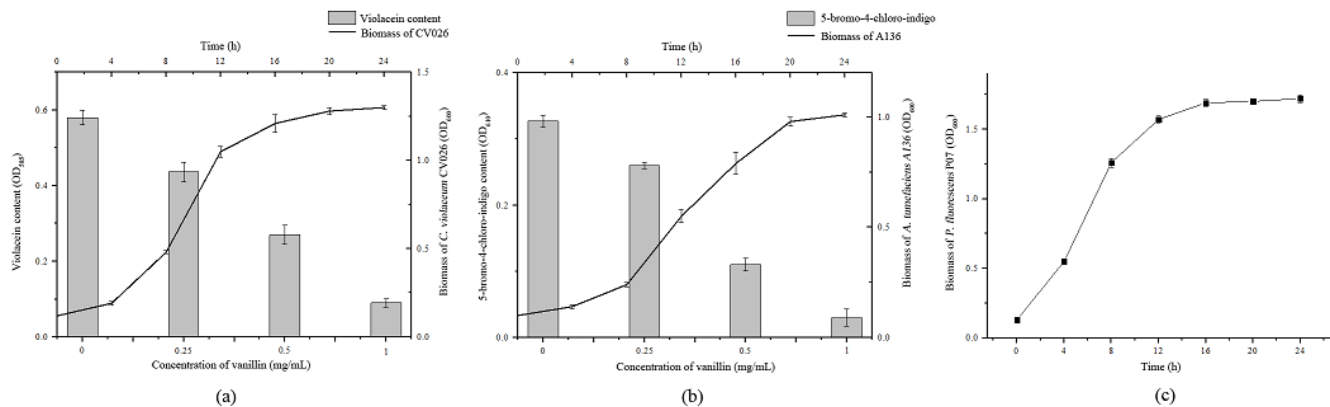 Violacein content
Biomass of CV026
Time (h)
0 4 8 12 16 20 24
0.6
0.4
0.2
0.0
Violacein content (OD585)
1.5
1.0
0.5
0.0
Biomass of C. violaceum CV026 (OD600)
0 0.25 0.5 1
Concentration of vanillin (mg/mL)
(a)
5-bromo-4-chloro-indigo
Biomass of A136
Time (h)
0 4 8 12 16 20 24
0.4
0.2
0.0
5-bromo-4-chloro-indigo content (OD610)
1.0
0.5
0.0
Biomass of A. tumefaciens A136 (OD600)
0 0.25 0.5 1
Concentration of vanillin (mg/mL)
(b)
1.5
1.0
0.5
0.0
Biomass of P. fluorescens P07 (OD600)
0 4 8 12 16 20 24
Time (h)
(c)